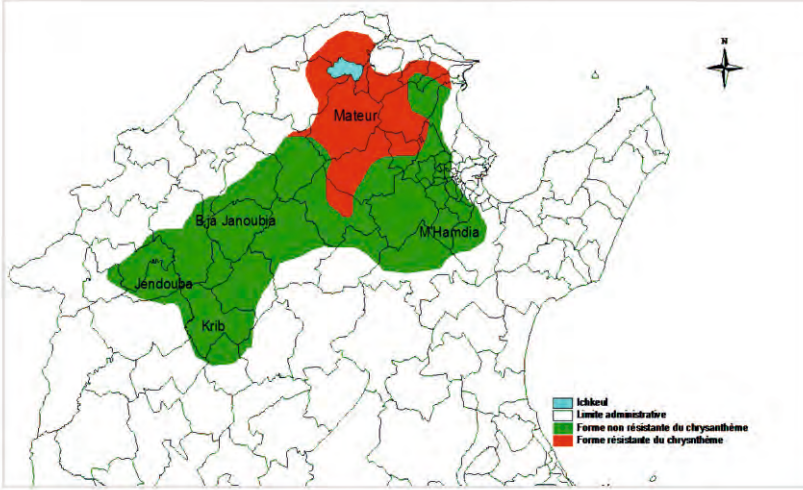 N
Mateur
Béja Janoubia
M'Hamdia
Jendouba
Krib
Ichkeul
Limite administrative
Forme non résistante du chrysanthème
Forme résistante du chrysnthème